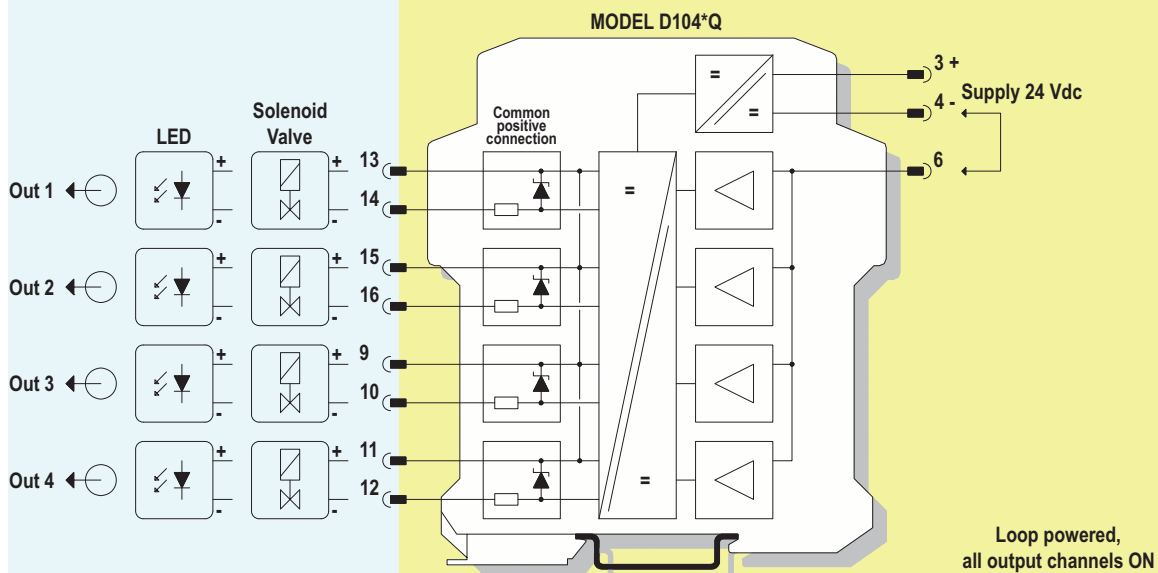 MODEL D104*Q
3 +
4 -
Supply 24 Vdc
6
LED
Solenoid
Valve
Common
positive
connection
Out 1
+
-
+
-
13
14
=
=
=
Out 2
+
-
+
-
15
16
Out 3
+
-
+
-
9
10
Out 4
+
-
+
-
11
12
=
Loop powered,
all output channels ON